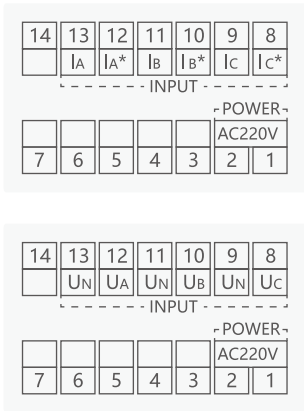 14 13 12 11 10 9 8
IA IA* IB IB* IC IC*
INPUT
POWER
AC220V
7 6 5 4 3 2 1
14 13 12 11 10 9 8
UN UA UN UB UN UC
INPUT
POWER
AC220V
7 6 5 4 3 2 1